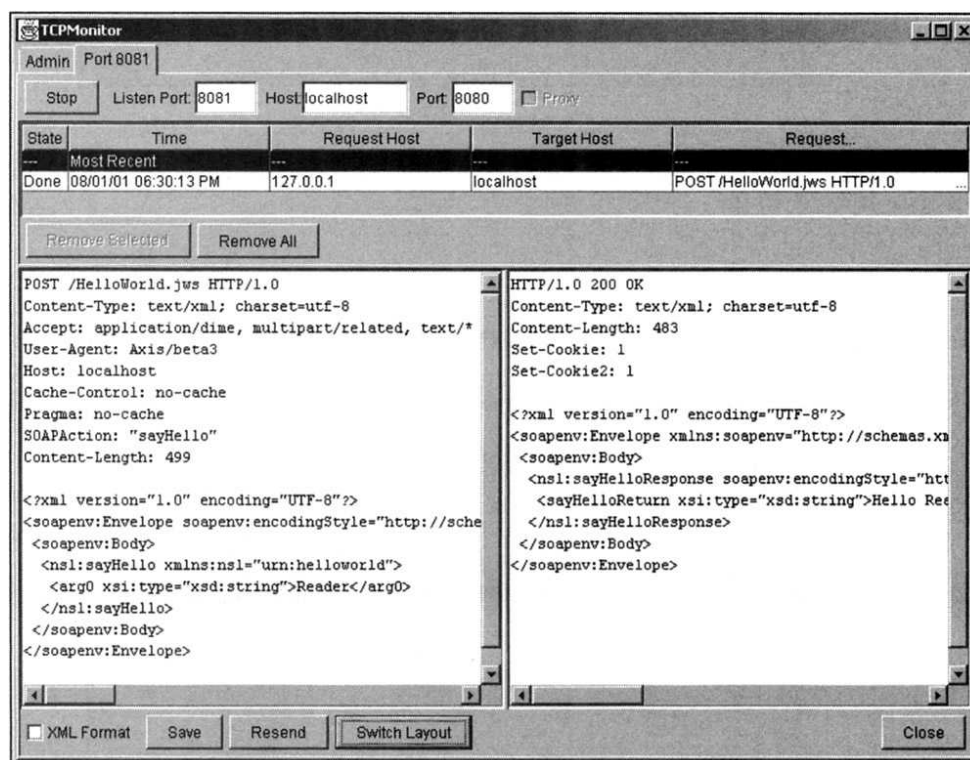 TCPMonitor
Admin Port 8081
Stop Listen Port: 8081 Host: localhost Port: 8080 Proxy
State Time Request Host Target Host Request...
--- Most Recent --- --- ---
Done 08/01/01 06:30:13 PM 127.0.0.1 localhost POST /HelloWorld.jws HTTP/1.0 ...
Remove Selected Remove All
POST /HelloWorld.jws HTTP/1.0
Content-Type: text/xml; charset=utf-8
Accept: application/dime, multipart/related, text/*
User-Agent: Axis/beta3
Host: localhost
Cache-Control: no-cache
Pragma: no-cache
SOAPAction: "sayHello"
Content-Length: 499
<?xml version="1.0" encoding="UTF-8"?>
<soapenv:Envelope soapenv:encodingStyle="http://sche
<soapenv:Body>
<ns1:sayHello xmlns:ns1="urn:helloworld">
<arg0 xsi:type="xsd:string">Reader</arg0>
</ns1:sayHello>
</soapenv:Body>
</soapenv:Envelope>
HTTP/1.0 200 OK
Content-Type: text/xml; charset=utf-8
Content-Length: 483
Set-Cookie: 1
Set-Cookie2: 1
<?xml version="1.0" encoding="UTF-8"?>
<soapenv:Envelope xmlns:soapenv="http://schemas.xm
<soapenv:Body>
<ns1:sayHelloResponse soapenv:encodingStyle="htt
<sayHelloReturn xsi:type="xsd:string">Hello Ree
</ns1:sayHelloResponse>
</soapenv:Body>
</soapenv:Envelope>
XML Format Save Resend Switch Layout Close